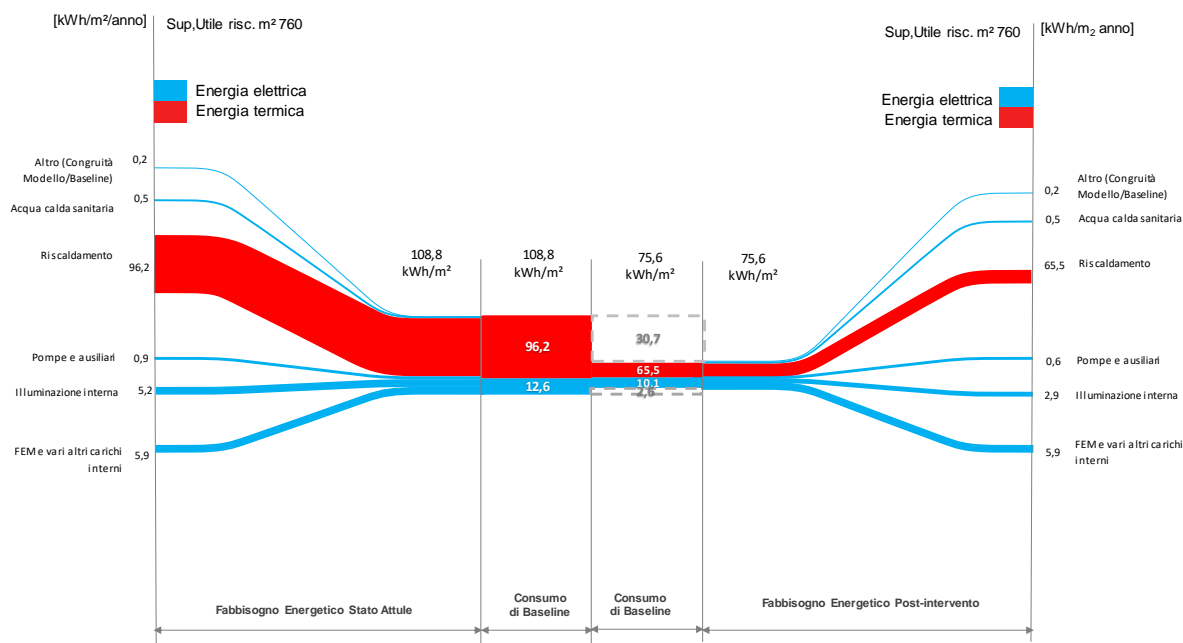 [kWh/m²/anno]
Sup,Utile risc. m² 760
Energia elettrica
Energia termica
Altro (Congruità
Modello/Baseline)
0,2
Acqua calda sanitaria
0,5
Riscaldamento
96,2
Pompe e ausiliari
0,9
Illuminazione interna
5,2
FEM e vari altri carichi
interni
5,9
108,8
kWh/m²
108,8
kWh/m²
75,6
kWh/m²
75,6
kWh/m²
96,2
12,6
30,7
65,5
10,1
2,6
Sup,Utile risc. m² 760
[kWh/m₂ anno]
Energia elettrica
Energia termica
0,2
Altro (Congruità
Modello/Baseline)
0,5
Acqua calda sanitaria
65,5
Riscaldamento
0,6
Pompe e ausiliari
2,9
Illuminazione interna
5,9
FEM e vari altri carichi
interni
Fabbisogno Energetico Stato Attule
Consumo
di Baseline
Consumo
di Baseline
Fabbisogno Energetico Post-intervento